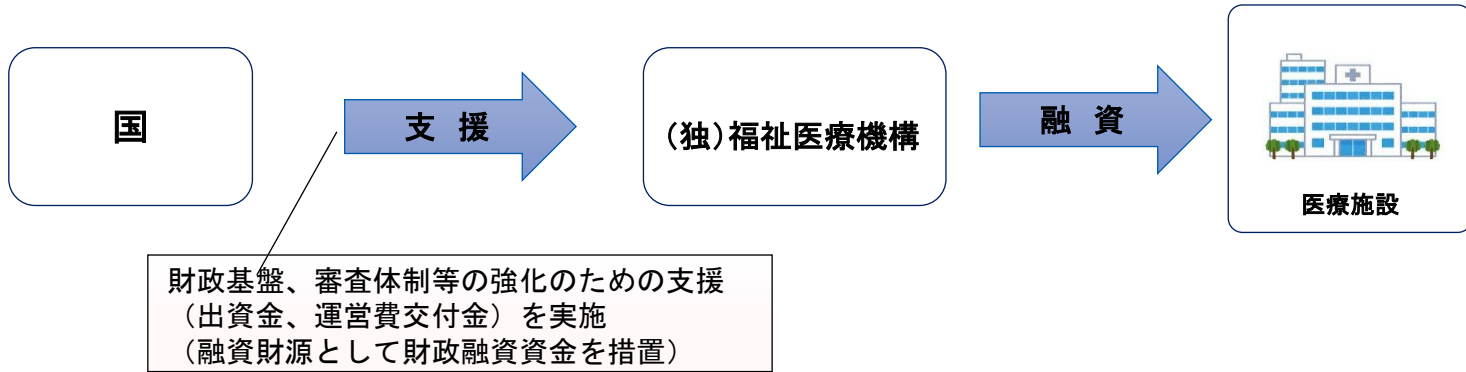 国
支 援
（独）福祉医療機構
融 資
医療施設
財政基盤、審査体制等の強化のための支援
（出資金、運営費交付金）を実施
（融資財源として財政融資資金を措置）